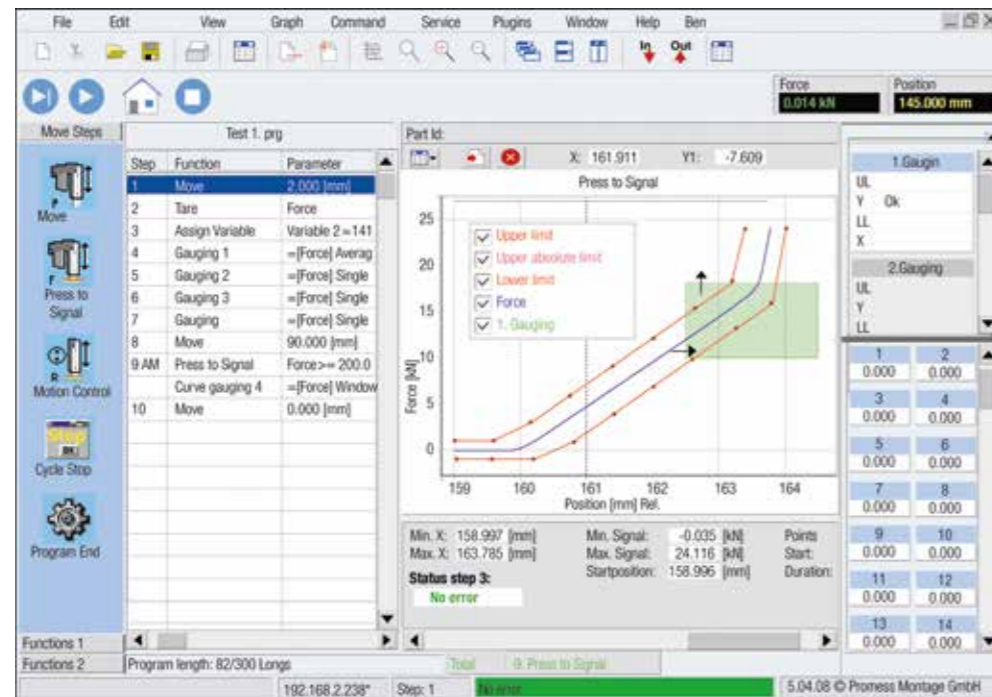 File Edit View Graph Command Service Plugins Window Help Ben
In Out
Force Position
0.014 kN 145.000 mm
Move Steps
Move
Press to
Signal
Motion Control
Stop
Cycle Stop
Program End
Functions 1
Functions 2
Test 1. prg
Step Function Parameter
1 Move 2.000 [mm]
2 Tare Force
3 Assign Variable Variable 2 =141
4 Gauging 1 =[Force] Averag
5 Gauging 2 =[Force] Single
6 Gauging 3 =[Force] Single
7 Gauging =[Force] Single
8 Move 90.000 [mm]
9 AM Press to Signal Force>= 200.0
Curve gauging 4 =[Force] Window
10 Move 0.000 [mm]
Part Id:
X: 161.911 Y1: -7.609
Press to Signal
Upper limit
Upper absolute limit
Lower limit
Force
1. Gauging
25
20
15
10
5
0
Force [kN]
159 160 161 162 163 164
Position [mm] Rel.
Min. X: 158.997 [mm] Min. Signal: -0.035 [kN] Points
Max. X: 163.785 [mm] Max. Signal: 24.116 [kN] Start:
Startposition: 158.996 [mm] Duration:
Status step 3:
No error
1.Gaugin
UL
Y Ok
LL
X
2.Gauging
UL
Y
LL
1 2
0.000 0.000
3 4
0.000 0.000
5 6
0.000 0.000
7 8
0.000 0.000
9 10
0.000 0.000
11 12
0.000 0.000
13 14
0.000 0.000
Program length: 82/300 Longs
Total 9. Press to Signal
192.168.2.238* Step: 1 No error 5.04.08 © Promess Montage GmbH